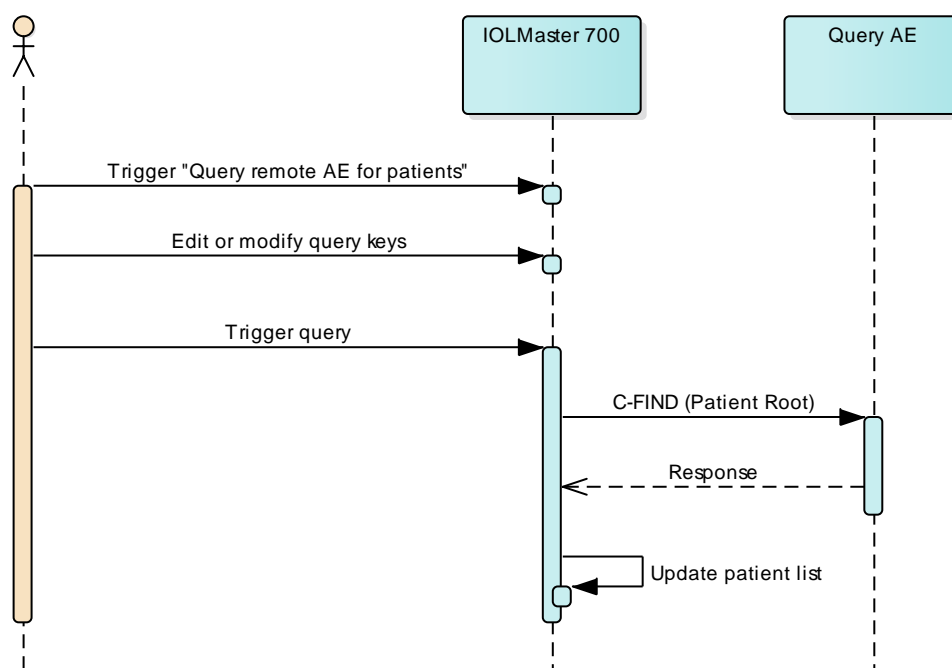 IOLMaster 700
Query AE
Trigger "Query remote AE for patients"
Edit or modify query keys
Trigger query
C-FIND (Patient Root)
Response
Update patient list